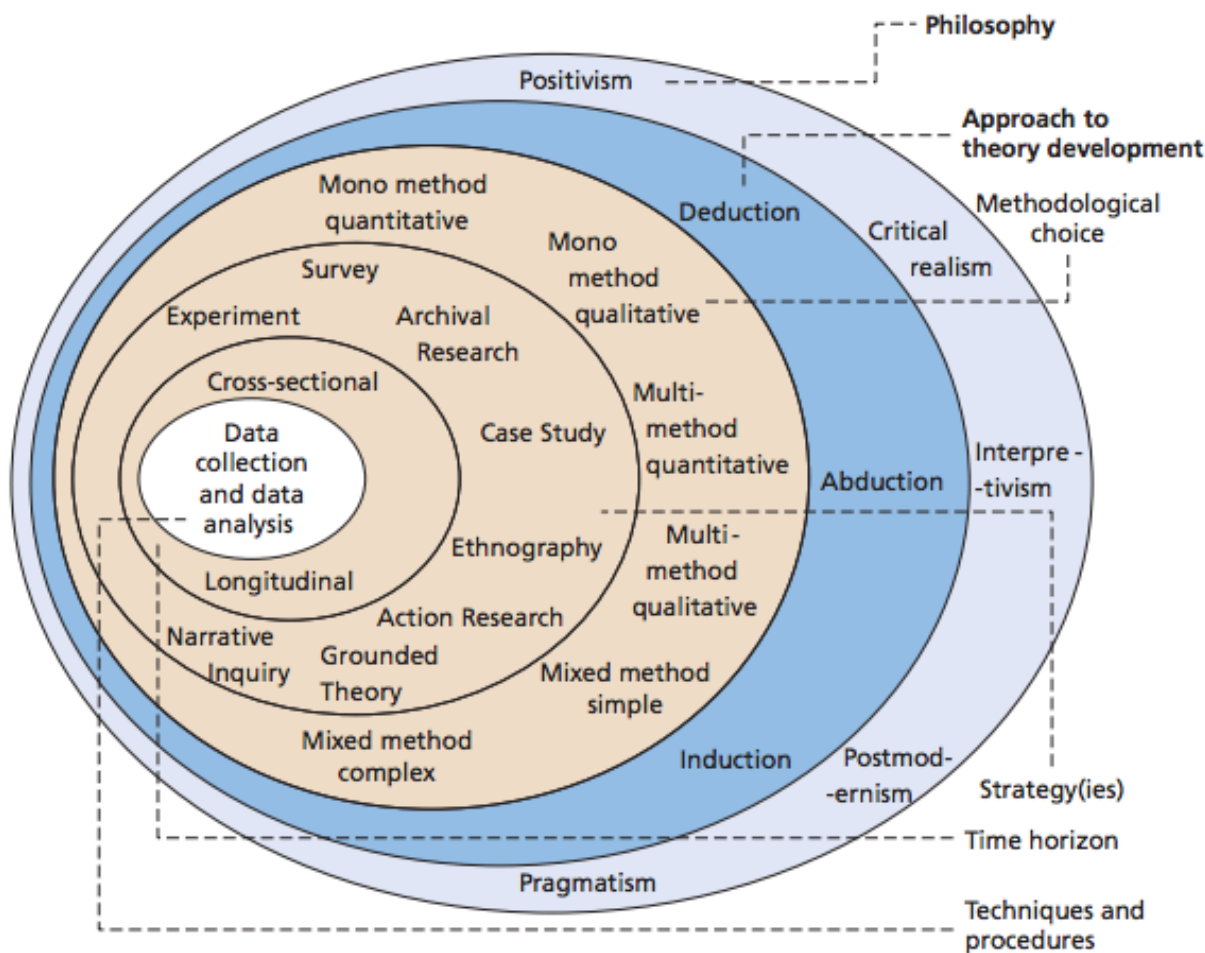 Philosophy
Positivism
Approach to
theory development
Mono method
quantitative
Deduction
Methodological
choice
Critical
realism
Mono
method
qualitative
Survey
Experiment
Archival
Research
Cross-sectional
Multi-
method
quantitative
Case Study
Data
collection
and data
analysis
Interpre -
-tivism
Abduction
Ethnography
Multi-
method
qualitative
Longitudinal
Action Research
Narrative
Inquiry
Grounded
Theory
Mixed method
simple
Mixed method
complex
Induction
Postmod-
-ernism
Strategy(ies)
Time horizon
Pragmatism
Techniques and
procedures